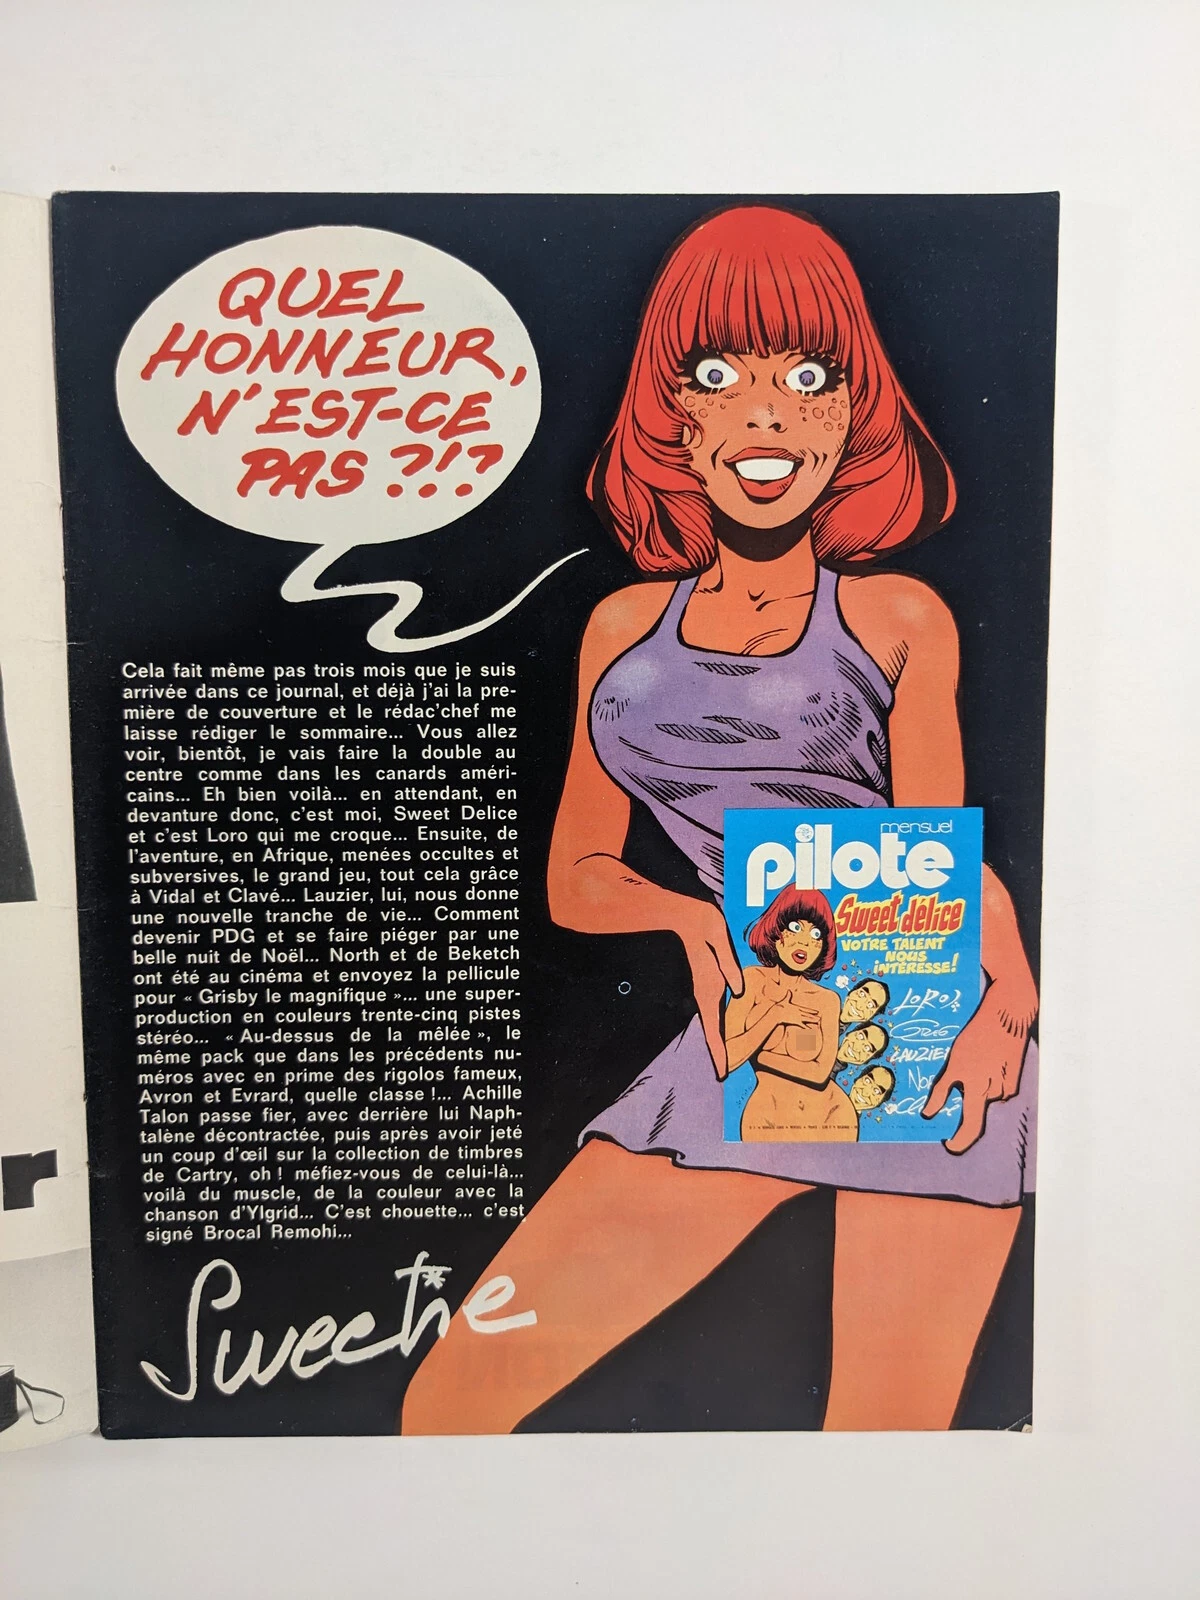 QUEL
HONNEUR,
N'EST-CE
PAS ?!?
Cela fait même pas trois mois que je suis
arrivée dans ce journal, et déjà j'ai la pre-
mière de couverture et le rédac'chef me
laisse rédiger le sommaire... Vous allez
voir, bientôt, je vais faire la double au
centre comme dans les canards améri-
cains... Eh bien voilà... en attendant, en
devanture donc, c'est moi, Sweet Delice
et c'est Loro qui me croque... Ensuite, de
l'aventure, en Afrique, menées occultes et
subversives, le grand jeu, tout cela grâce
à Vidal et Clavé... Lauzier, lui, nous donne
une nouvelle tranche de vie... Comment
devenir PDG et se faire piéger par une
belle nuit de Noël... North et de Beketch
ont été au cinéma et envoyez la pellicule
pour « Grisby le magnifique »... une super-
production en couleurs trente-cinq pistes
stéréo... « Au-dessus de la mêlée », le
même pack que dans les précédents nu-
méros avec en prime des rigolos fameux,
Avron et Evrard, quelle classe !... Achille
Talon passe fier, avec derrière lui Naph-
talène décontractée, puis après avoir jeté
un coup d'œil sur la collection de timbres
de Cartry, oh ! méfiez-vous de celui-là...
voilà du muscle, de la couleur avec la
chanson d'Ylgrid... C'est chouette... c'est
signé Brocal Remohi...
Sweetie
mensuel
pilote
Sweet délice
VOTRE TALENT
NOUS
INTÉRESSE!
LORO
GREG
LAUZIER
r